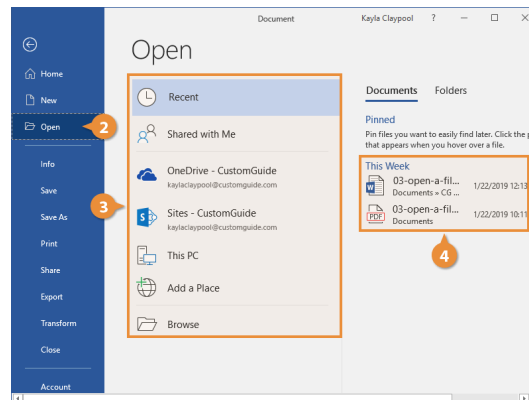 Document
Kayla Claypool
?
Open
Home
New
Open
2
Info
Save
Save As
Print
Share
Export
Transform
Close
Account
3
Recent
Shared with Me
OneDrive - CustomGuide
kaylaclaypool@customguide.com
Sites - CustomGuide
kaylaclaypool@customguide.com
This PC
Add a Place
Browse
Documents Folders
Pinned
Pin files you want to easily find later. Click the p
that appears when you hover over a file.
This Week
03-open-a-fil... 1/22/2019 12:13
Documents » CG ...
PDF
03-open-a-fil... 1/22/2019 10:11
Documents
4